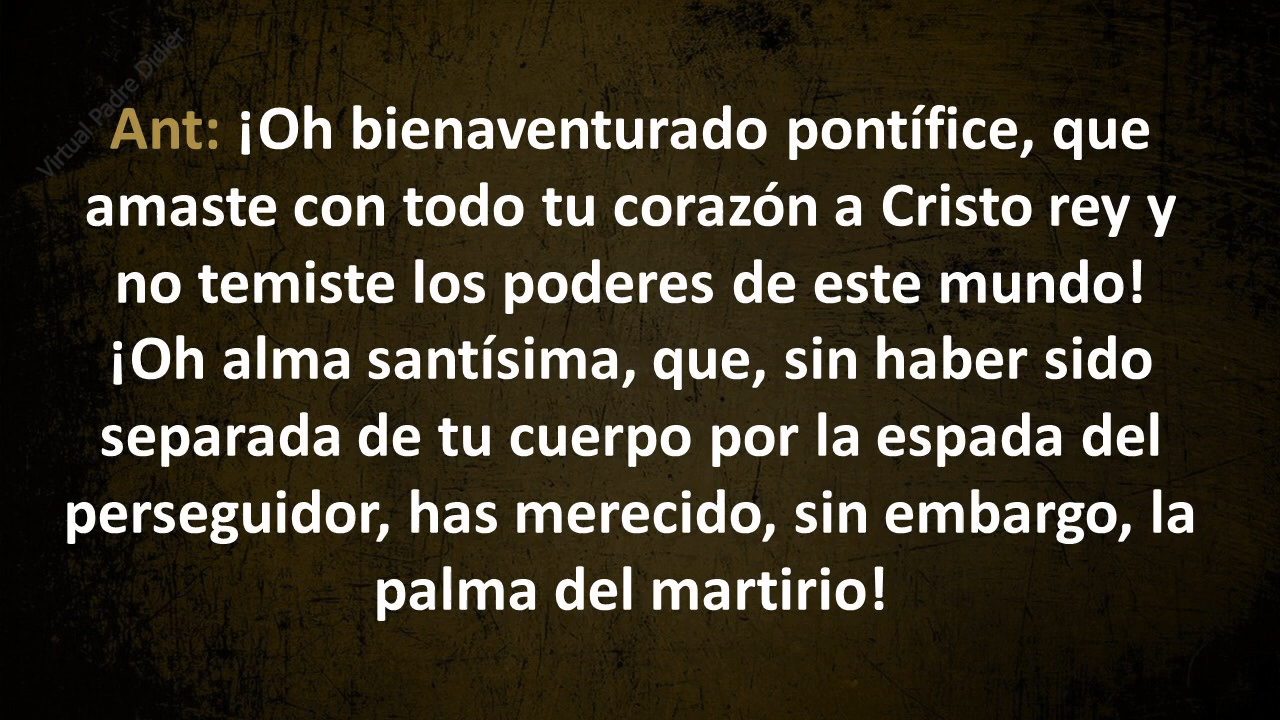 Virtual Padre Didier
Ant: ¡Oh bienaventurado pontífice, que
amaste con todo tu corazón a Cristo rey y
no temiste los poderes de este mundo!
¡Oh alma santísima, que, sin haber sido
separada de tu cuerpo por la espada del
perseguidor, has merecido, sin embargo, la
palma del martirio!